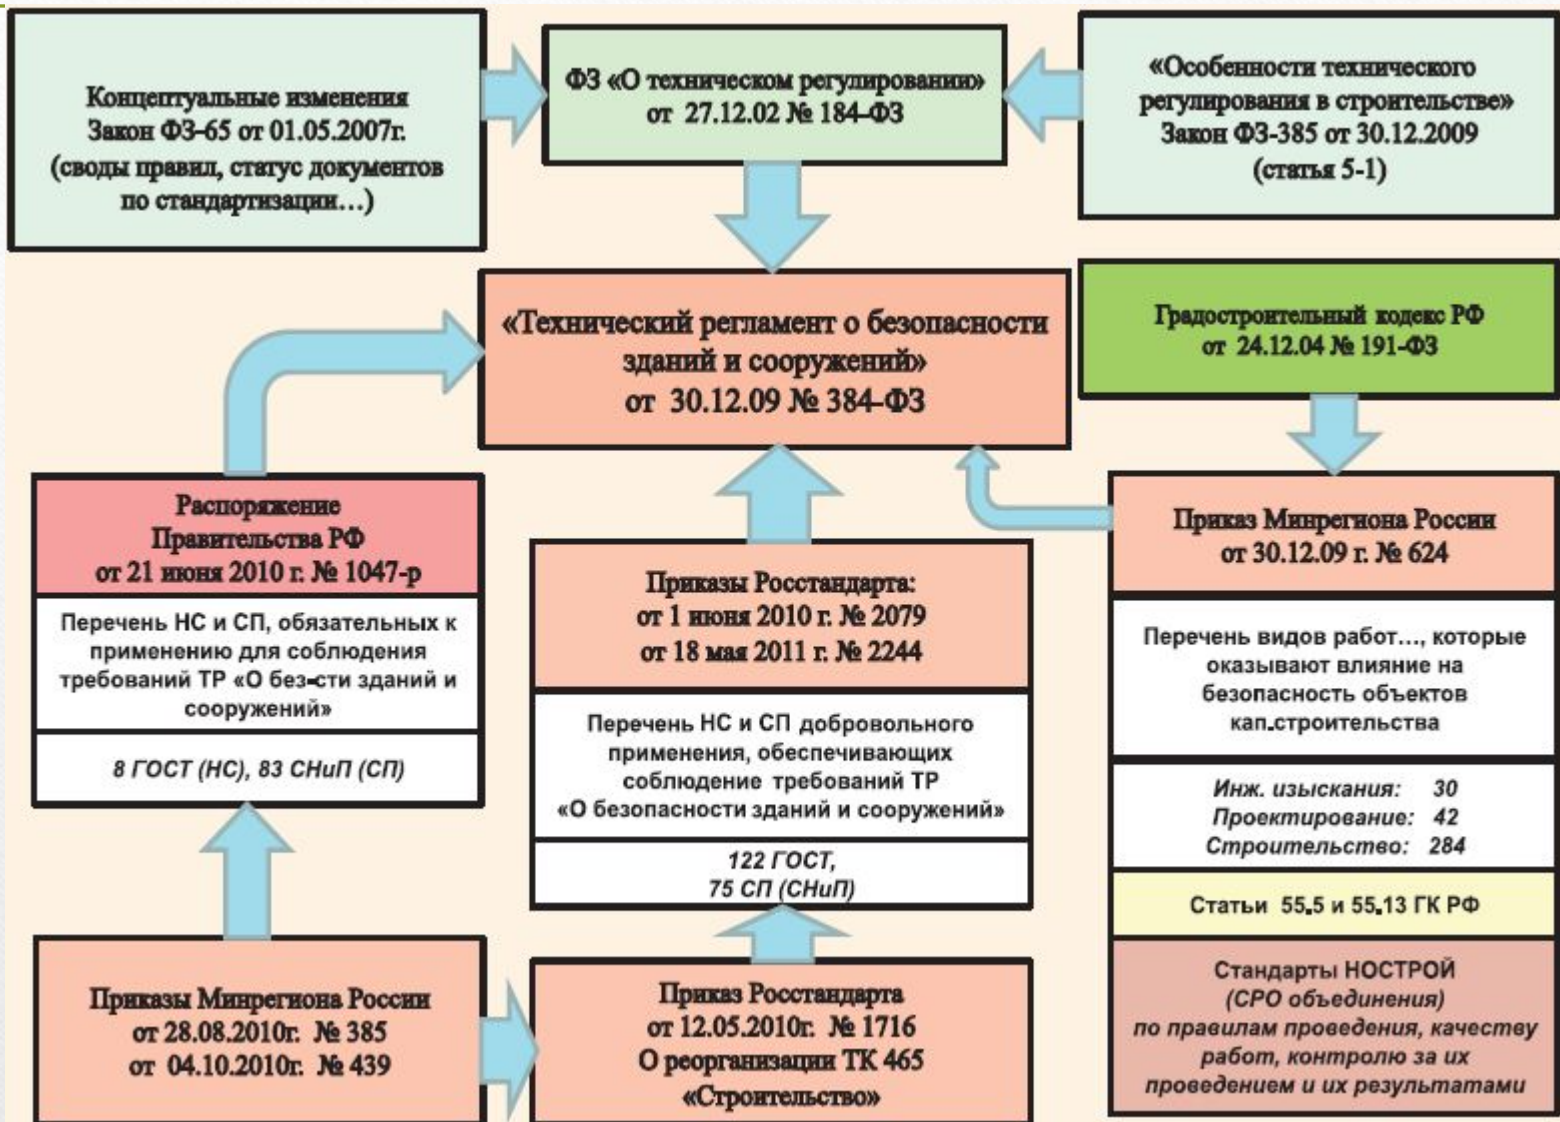 Концептуальные изменения
Закон ФЗ-65 от 01.05.2007г.
(своды правил, статус документов
по стандартизации…)
ФЗ «О техническом регулировании»
от 27.12.02 № 184-ФЗ
«Особенности технического
регулирования в строительстве»
Закон ФЗ-385 от 30.12.2009
(статья 5-1)
«Технический регламент о безопасности
зданий и сооружений»
от 30.12.09 № 384-ФЗ
Градостроительный кодекс РФ
от 24.12.04 № 191-ФЗ
Распоряжение
Правительства РФ
от 21 июня 2010 г. № 1047-р
Перечень НС и СП, обязательных к
применению для соблюдения
требований ТР «О без-сти зданий и
сооружений»
8 ГОСТ (НС), 83 СНиП (СП)
Приказы Росстандарта:
от 1 июня 2010 г. № 2079
от 18 мая 2011 г. № 2244
Перечень НС и СП добровольного
применения, обеспечивающих
соблюдение требований ТР
«О безопасности зданий и сооружений»
122 ГОСТ,
75 СП (СНиП)
Приказ Минрегиона России
от 30.12.09 г. № 624
Перечень видов работ…, которые
оказывают влияние на
безопасность объектов
кап.строительства
Инж. изыскания: 30
Проектирование: 42
Строительство: 284
Статьи 55.5 и 55.13 ГК РФ
Стандарты НОСТРОЙ
(СРО объединения)
по правилам проведения, качеству
работ, контролю за их
проведением и их результатами
Приказы Минрегиона России
от 28.08.2010г. № 385
от 04.10.2010г. № 439
Приказ Росстандарта
от 12.05.2010г. № 1716
О реорганизации ТК 465
«Строительство»